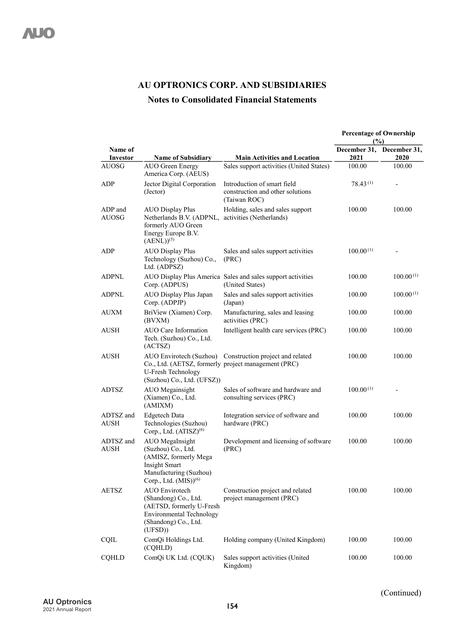 AUO
AU OPTRONICS CORP. AND SUBSIDIARIES
Notes to Consolidated Financial Statements
Percentage of Ownership
(%)
Name of Investor Name of Subsidiary Main Activities and Location December 31, 2021 December 31, 2020
AUOSG AUO Green Energy Sales support activities (United States) 100.00 100.00
America Corp. (AEUS)
ADP Jector Digital Corporation Introduction of smart field 78.43(1) -
(Jector) construction and other solutions
(Taiwan ROC)
ADP and AUO Display Plus Holding, sales and sales support 100.00 100.00
AUOSG Netherlands B.V. (ADPNL, activities (Netherlands)
formerly AUO Green
Energy Europe B.V.
(AENL))(5)
ADP AUO Display Plus Sales and sales support activities 100.00(1) -
Technology (Suzhou) Co., (PRC)
Ltd. (ADPSZ)
ADPNL AUO Display Plus America Sales and sales support activities 100.00 100.00(1)
Corp. (ADPUS) (United States)
ADPNL AUO Display Plus Japan Sales and sales support activities 100.00 100.00(1)
Corp. (ADPJP) (Japan)
AUXM BriView (Xiamen) Corp. Manufacturing, sales and leasing 100.00 100.00
(BVXM) activities (PRC)
AUSH AUO Care Information Intelligent health care services (PRC) 100.00 100.00
Tech. (Suzhou) Co., Ltd.
(ACTSZ)
AUSH AUO Envirotech (Suzhou) Construction project and related 100.00 100.00
Co., Ltd. (AETSZ, formerly project management (PRC)
U-Fresh Technology
(Suzhou) Co., Ltd. (UFSZ))
ADTSZ AUO Megainsight Sales of software and hardware and 100.00(1) -
(Xiamen) Co., Ltd. consulting services (PRC)
(AMIXM)
ADTSZ and Edgetech Data Integration service of software and 100.00 100.00
AUSH Technologies (Suzhou) hardware (PRC)
Corp., Ltd. (ATISZ)(6)
ADTSZ and AUO MegaInsight Development and licensing of software 100.00 100.00
AUSH (Suzhou) Co., Ltd. (PRC)
(AMISZ, formerly Mega
Insight Smart
Manufacturing (Suzhou)
Corp., Ltd. (MIS))(6)
AETSZ AUO Envirotech Construction project and related 100.00 100.00
(Shandong) Co., Ltd. project management (PRC)
(AETSD, formerly U-Fresh
Environmental Technology
(Shandong) Co., Ltd.
(UFSD))
CQIL ComQi Holdings Ltd. Holding company (United Kingdom) 100.00 100.00
(CQHLD)
CQHLD ComQi UK Ltd. (CQUK) Sales support activities (United 100.00 100.00
Kingdom)
(Continued)
AU Optronics
2021 Annual Report
154